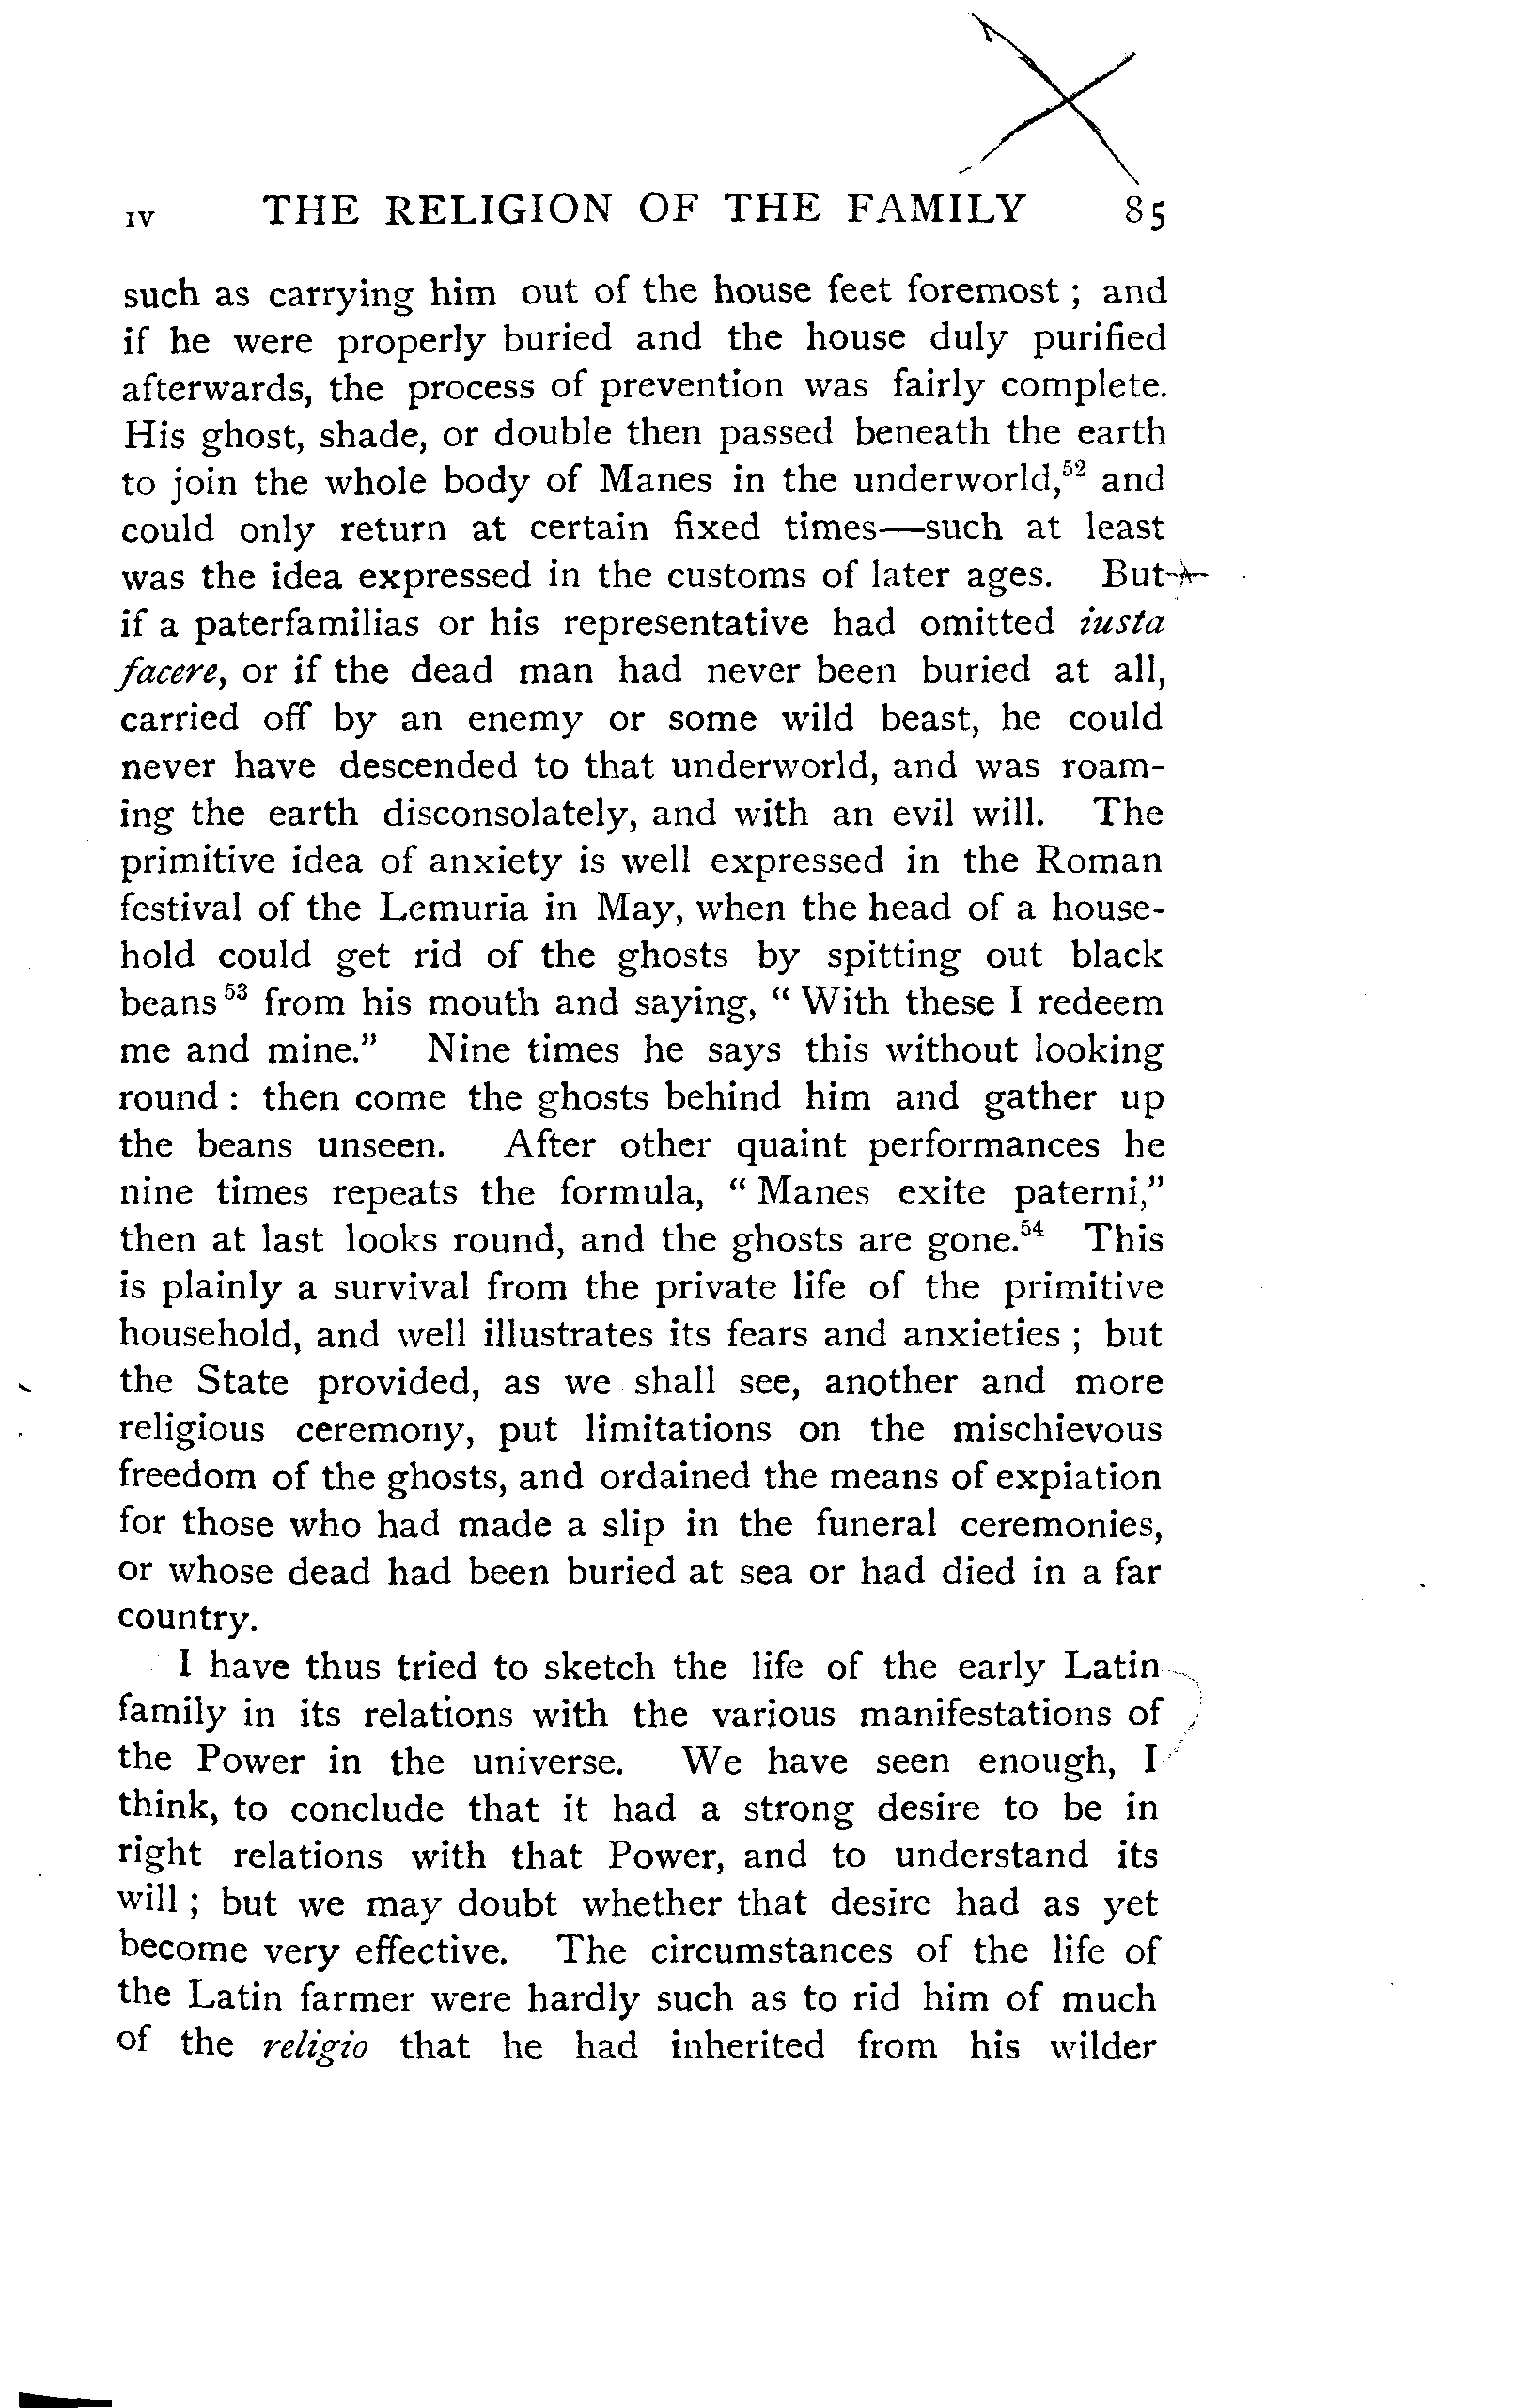 IV THE RELIGION OF THE FAMILY 85
such as carrying him out of the house feet foremost ; and
if he were properly buried and the house duly purified
afterwards, the process of prevention was fairly complete.
His ghost, shade, or double then passed beneath the earth
to join the whole body of Manes in the underworld,⁵² and
could only return at certain fixed times—such at least
was the idea expressed in the customs of later ages. But
if a paterfamilias or his representative had omitted iusta
facere, or if the dead man had never been buried at all,
carried off by an enemy or some wild beast, he could
never have descended to that underworld, and was roam-
ing the earth disconsolately, and with an evil will. The
primitive idea of anxiety is well expressed in the Roman
festival of the Lemuria in May, when the head of a house-
hold could get rid of the ghosts by spitting out black
beans ⁵³ from his mouth and saying, “ With these I redeem
me and mine.” Nine times he says this without looking
round : then come the ghosts behind him and gather up
the beans unseen. After other quaint performances he
nine times repeats the formula, “ Manes exite paterni,”
then at last looks round, and the ghosts are gone.⁵⁴ This
is plainly a survival from the private life of the primitive
household, and well illustrates its fears and anxieties ; but
the State provided, as we shall see, another and more
religious ceremony, put limitations on the mischievous
freedom of the ghosts, and ordained the means of expiation
for those who had made a slip in the funeral ceremonies,
or whose dead had been buried at sea or had died in a far
country.
I have thus tried to sketch the life of the early Latin
family in its relations with the various manifestations of
the Power in the universe. We have seen enough, I
think, to conclude that it had a strong desire to be in
right relations with that Power, and to understand its
will ; but we may doubt whether that desire had as yet
become very effective. The circumstances of the life of
the Latin farmer were hardly such as to rid him of much
of the religio that he had inherited from his wilder